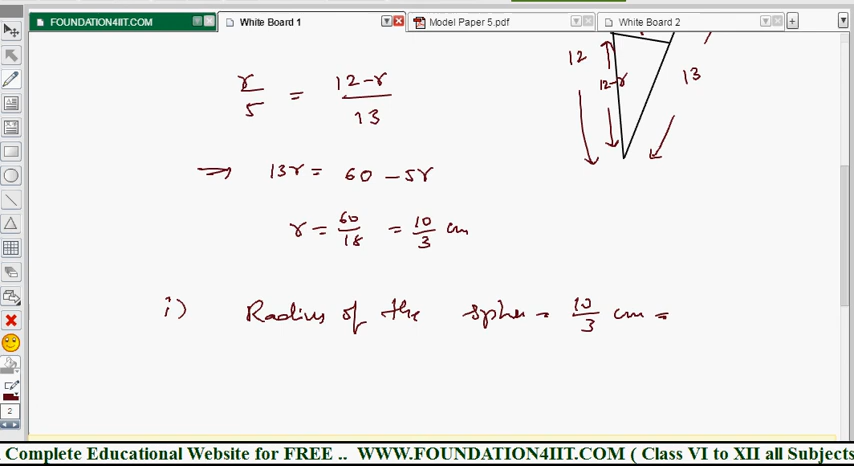 FOUNDATION4IIT.COM
White Board 1
Model Paper 5.pdf
White Board 2
12
12-r
13
r/5 = 12-r/13
⇒ 13r = 60 - 5r
r = 60/18 = 10/3 cm
i) Radius of the spher = 10/3 cm =
2
Complete Educational Website for FREE .. WWW.FOUNDATION4IIT.COM ( Class VI to XII all Subjects